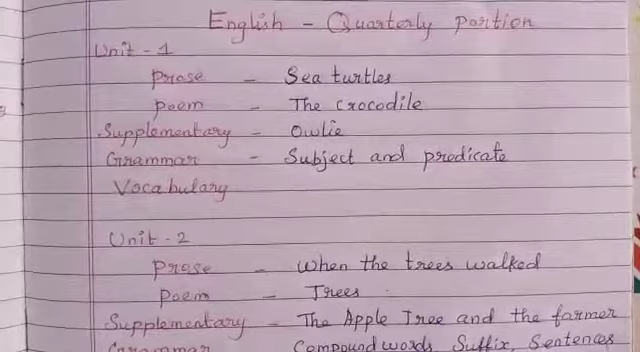 English - Quarterly portion
Unit - 1
Prose - Sea turtles
Poem - The crocodile
Supplementary - Owlie
Grammar - Subject and predicate
Vocabulary
Unit - 2
Prose - When the trees walked
Poem - Trees
Supplementary - The Apple Tree and the farmer
Grammar Compound words, Suffix, Sentences